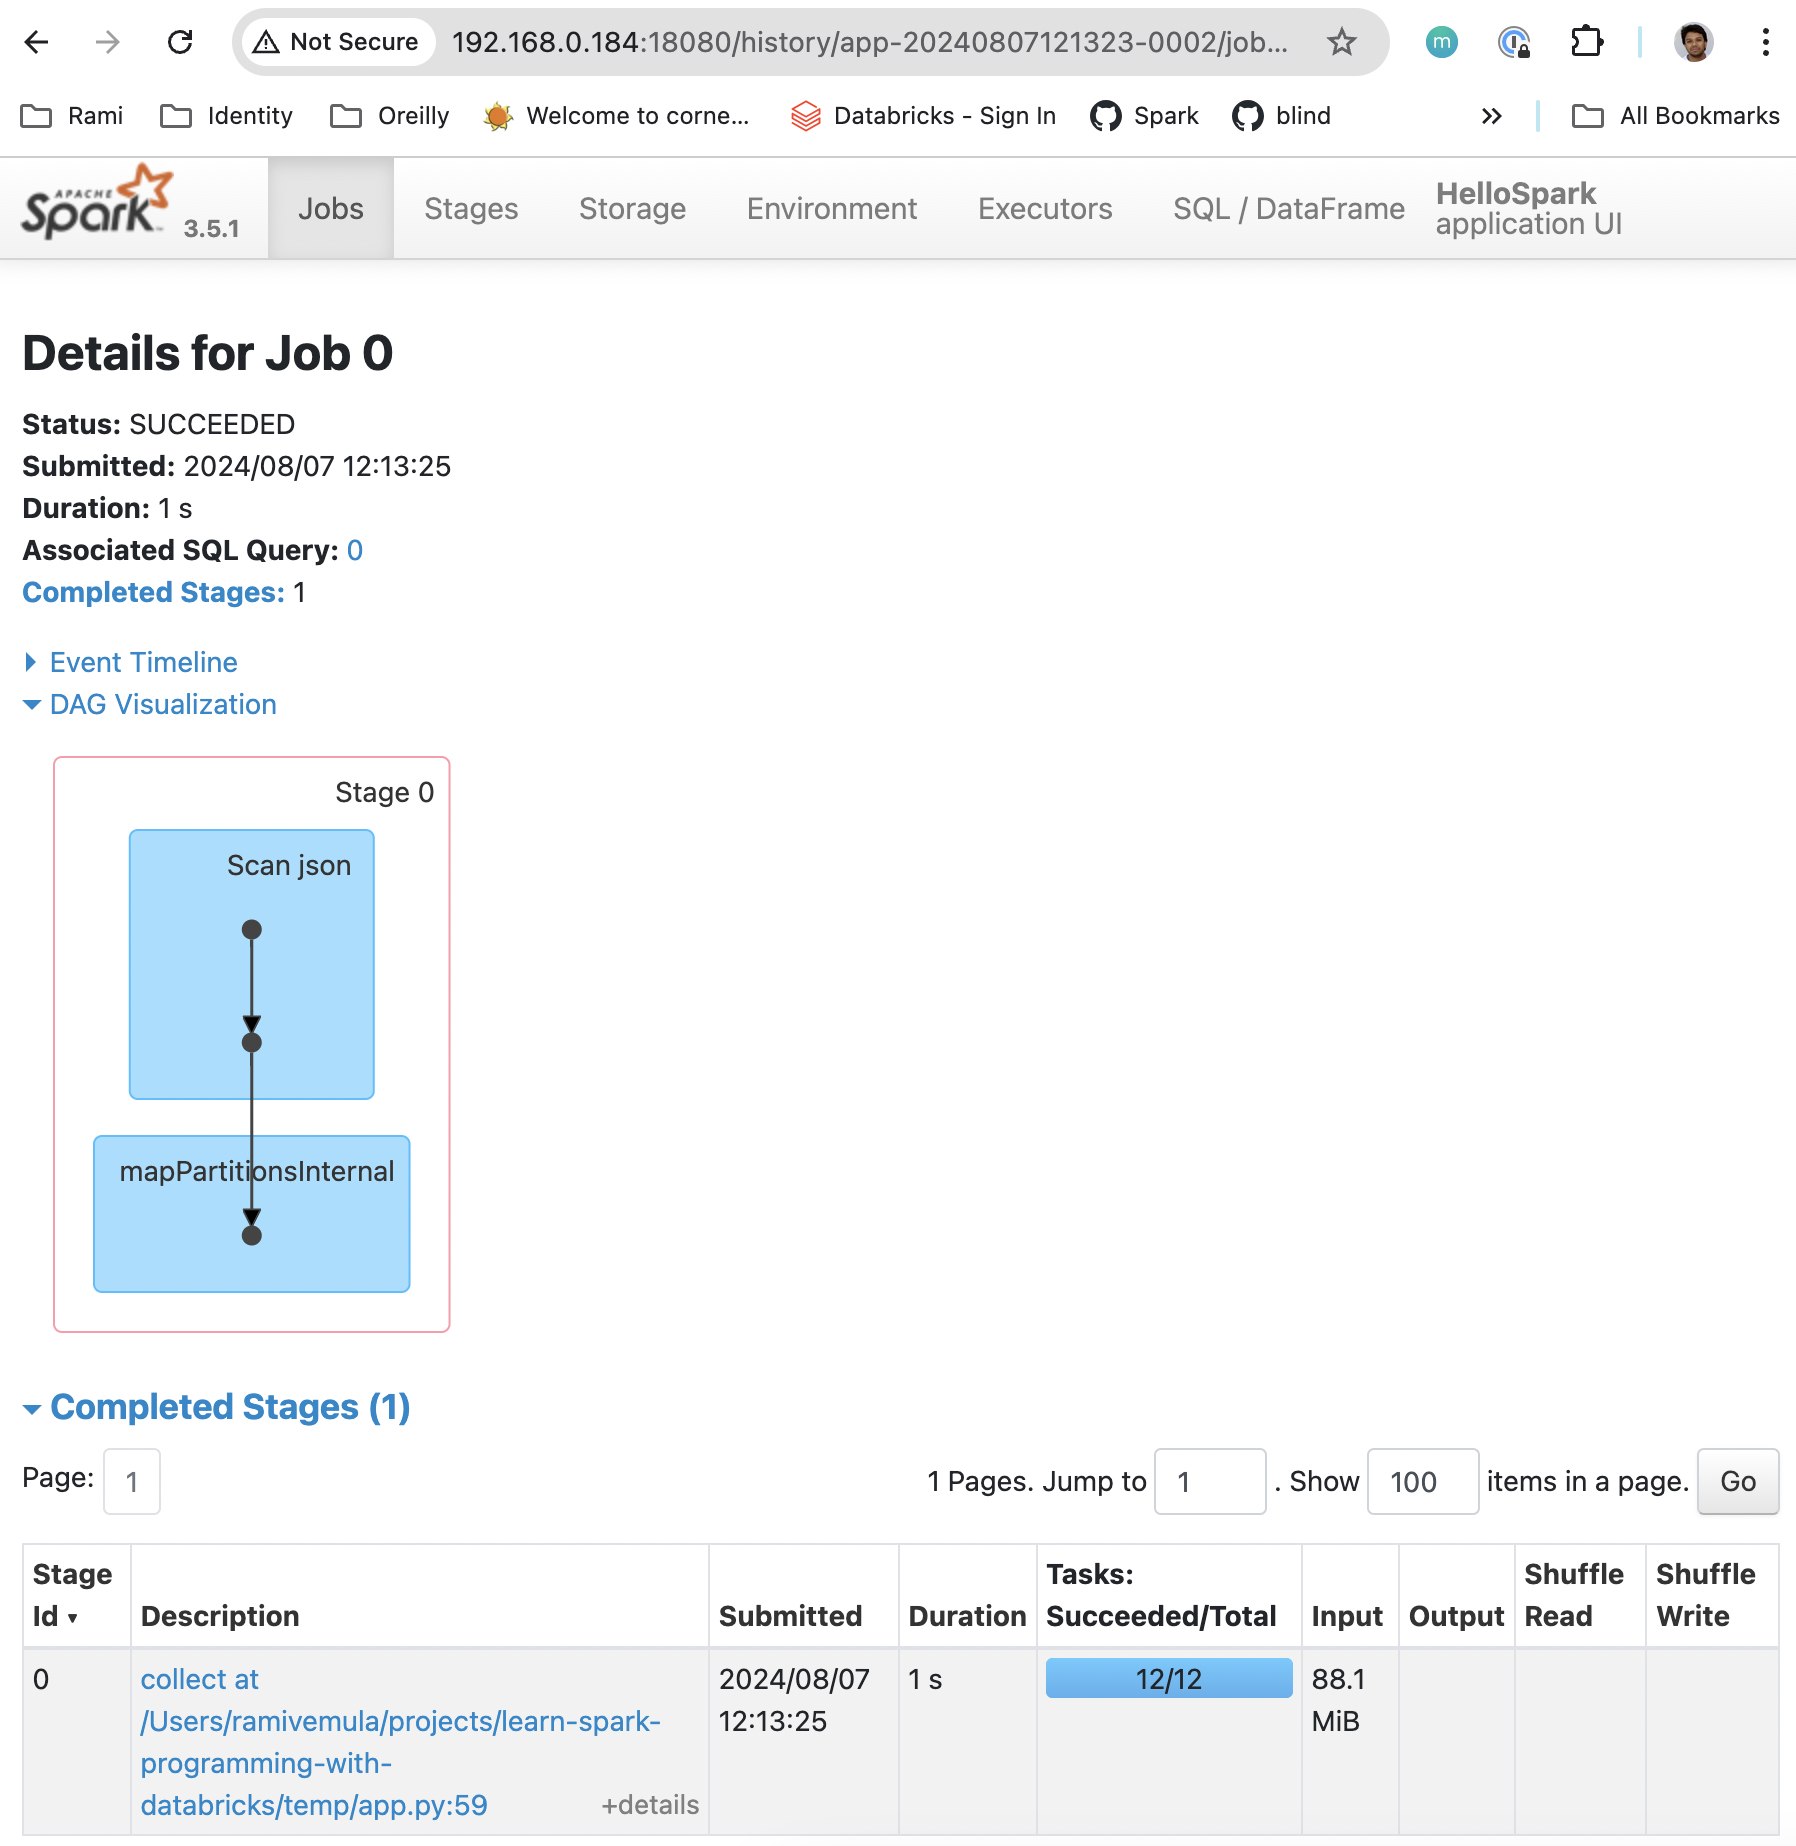 Not Secure 192.168.0.184:18080/history/app-20240807121323-0002/job... m
Rami Identity Oreilly Welcome to corne... Databricks - Sign In Spark blind All Bookmarks
APACHE Spark 3.5.1 Jobs Stages Storage Environment Executors SQL / DataFrame HelloSpark application UI
Details for Job 0
Status: SUCCEEDED
Submitted: 2024/08/07 12:13:25
Duration: 1 s
Associated SQL Query: 0
Completed Stages: 1
Event Timeline
DAG Visualization
Stage 0
Scan json
mapPartitionsInternal
Completed Stages (1)
Page: 1 1 Pages. Jump to 1 . Show 100 items in a page. Go
Stage Id ▾ Description Submitted Duration Tasks: Succeeded/Total Input Output Shuffle Read Shuffle Write
0 collect at 2024/08/07 1 s 12/12 88.1
/Users/ramivemula/projects/learn-spark- 12:13:25 MiB
programming-with-
databricks/temp/app.py:59 +details